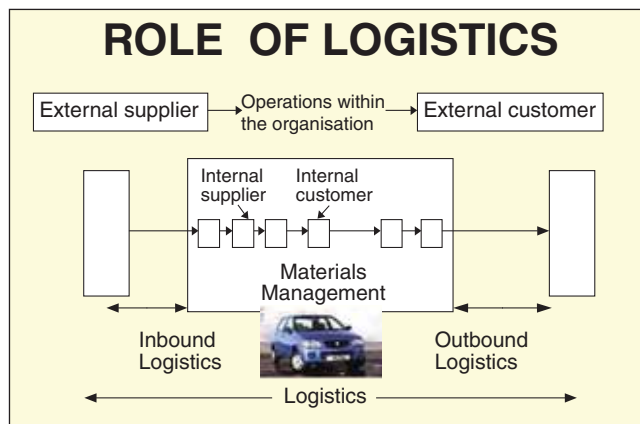 ROLE OF LOGISTICS
External supplier
Operations within
the organisation
External customer
Internal
supplier
Internal
customer
Materials
Management
Inbound
Logistics
Outbound
Logistics
Logistics